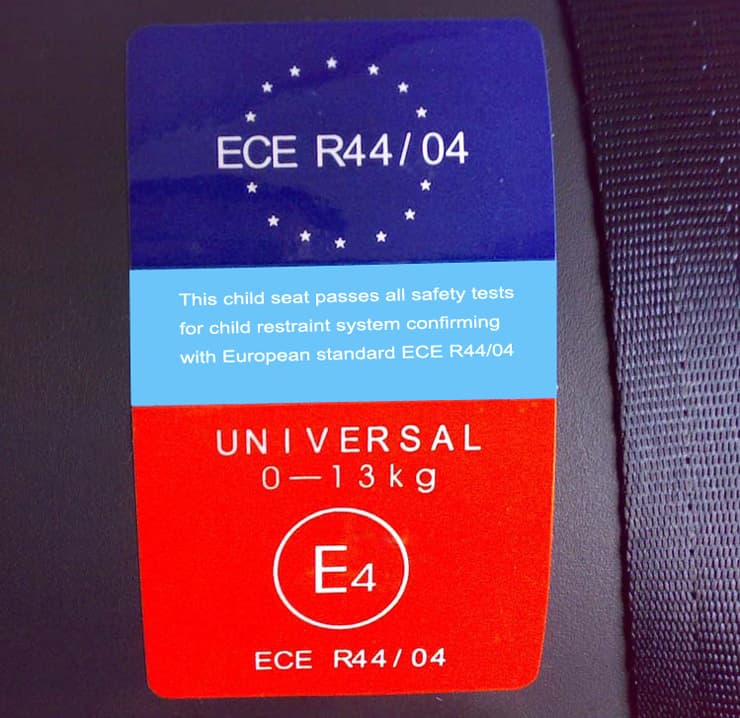 ECE R44/04
This child seat passes all safety tests
for child restraint system confirming
with European standard ECE R44/04
UNIVERSAL
0—13kg
E4
ECE R44/04